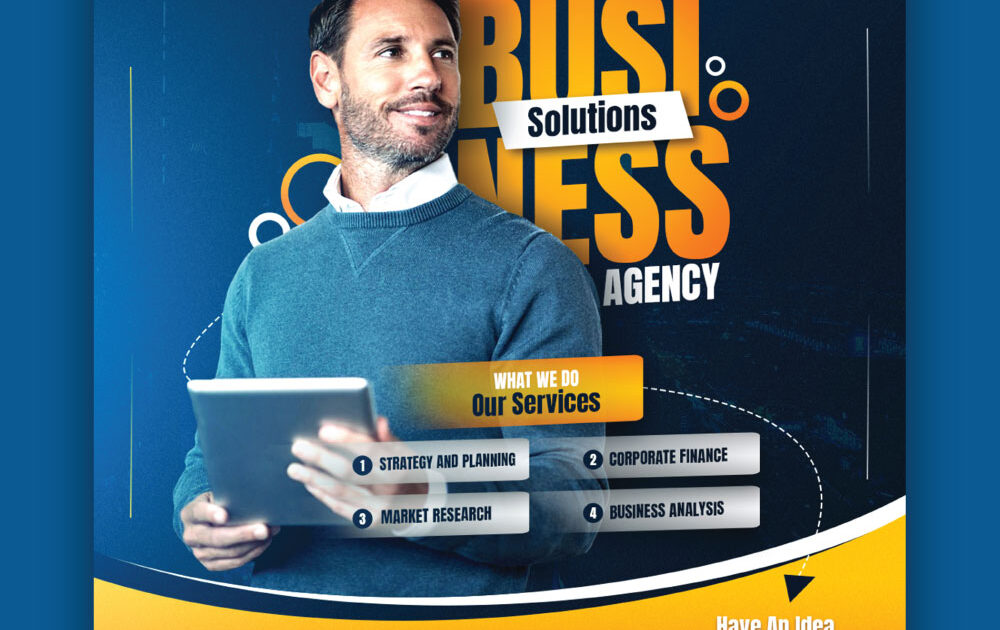 BUSI
Solutions
NESS
AGENCY
WHAT WE DO
Our Services
1 STRATEGY AND PLANNING
2 CORPORATE FINANCE
3 MARKET RESEARCH
4 BUSINESS ANALYSIS
Have An Idea